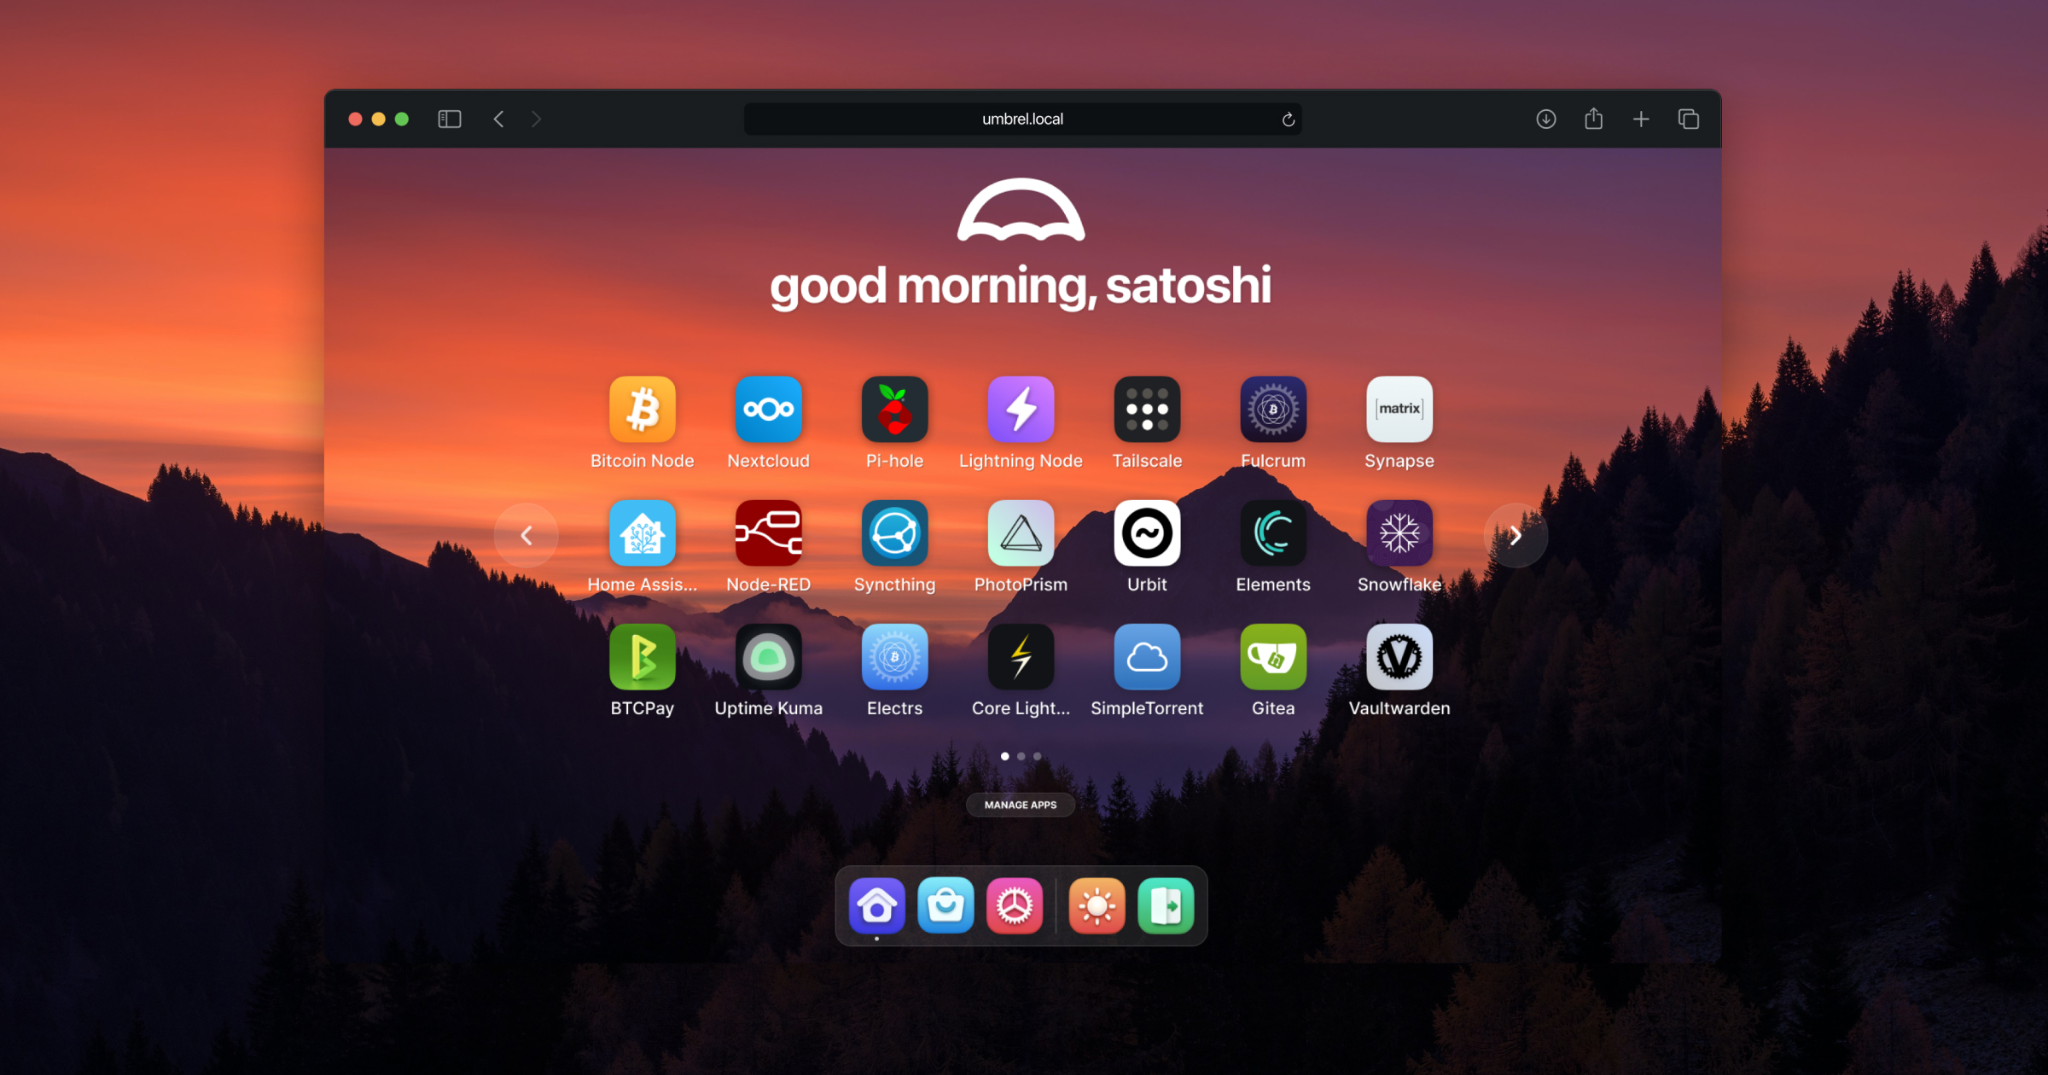 umbrel.local
good morning, satoshi
Bitcoin Node
Nextcloud
Pi-hole
Lightning Node
Tailscale
Fulcrum
[matrix]
Synapse
Home Assis...
Node-RED
Syncthing
PhotoPrism
Urbit
Elements
Snowflake
BTCPay
Uptime Kuma
Electrs
Core Light...
SimpleTorrent
Gitea
Vaultwarden
MANAGE APPS